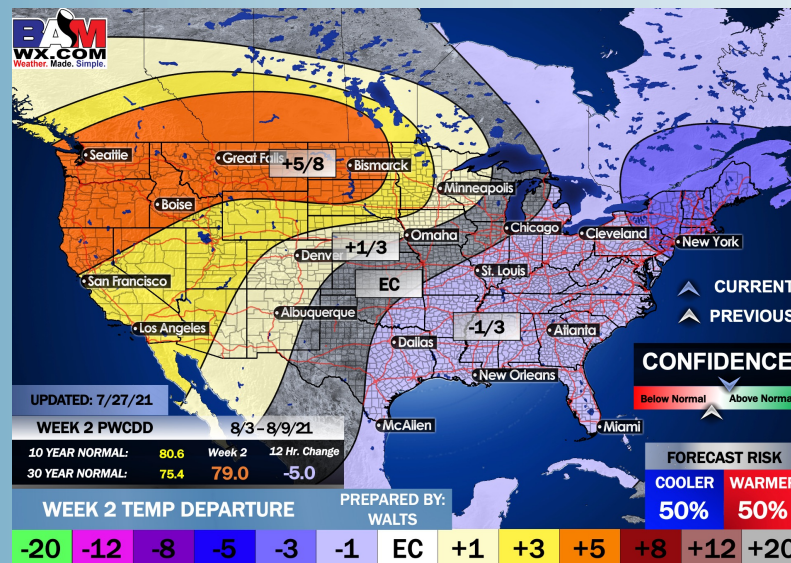 BAM
WX.COM
Weather. Made. Simple.
Seattle
Great Falls
+5/8
Bismarck
Boise
Minneapolis
Omaha
Chicago
Cleveland
New York
+1/3
Denver
San Francisco
EC
St. Louis
CURRENT
PREVIOUS
Albuquerque
Los Angeles
-1/3
Atlanta
Dallas
New Orleans
McAllen
Miami
CONFIDENCE
Below Normal
Above Norma
UPDATED: 7/27/21
WEEK 2 PWCDD 8/3-8/9/21
10 YEAR NORMAL: 80.6 Week 2 12 Hr. Change
30 YEAR NORMAL: 75.4 79.0 -5.0
FORECAST RISK
COOLER WARMER
50% 50%
WEEK 2 TEMP DEPARTURE
PREPARED BY:
WALTS
-20 -12 -8 -5 -3 -1 EC +1 +3 +5 +8 +12 +20